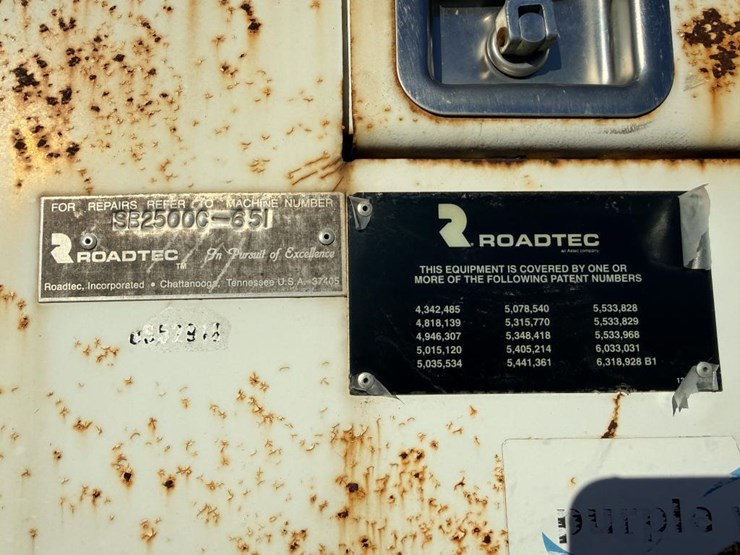 FOR REPAIRS REFER TO MACHINE NUMBER
SB2500C-651
ROADTEC TM In Pursuit of Excellence
Roadtec, Incorporated • Chattanooga, Tennessee U.S.A. 37405
ROADTEC
an Astec company
THIS EQUIPMENT IS COVERED BY ONE OR
MORE OF THE FOLLOWING PATENT NUMBERS
4,342,485 5,078,540 5,533,828
4,818,139 5,315,770 5,533,829
4,946,307 5,348,418 5,533,968
5,015,120 5,405,214 6,033,031
5,035,534 5,441,361 6,318,928 B1